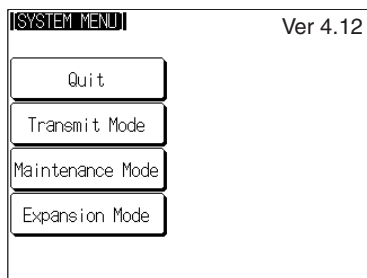 [SYSTEM MENU]
Ver 4.12
Quit
Transmit Mode
Maintenance Mode
Expansion Mode